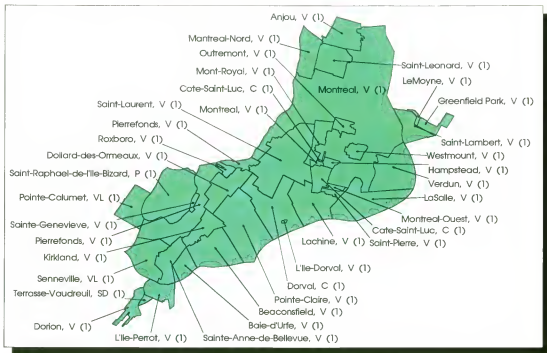 Anjou, V (1)
Mantreal-Nord, V (1)
Outremont, V (1)
Saint-Leonard, V (1)
Mont-Royal, V (1)
LeMoyne, V (1)
Cote-Saint-Luc, C (1)
Montreal, V (1)
Greenfield Park, V (1)
Saint-Laurent, V (1)
Montreal, V (1)
Pierrefonds, V (1)
Roxboro, V (1)
Saint-Lambert, V (1)
Dollard-des-Ormeaux, V (1)
Westmount, V (1)
Saint-Raphael-de-l'Ile-Bizard, P (1)
Hampstead, V (1)
Verdun, V (1)
Pointe-Calumet, VL (1)
LaSalle, V (1)
Montreal-Ouest, V (1)
Sainte-Genevieve, V (1)
Cate-Saint-Luc, C (1)
Pierrefonds, V (1)
Saint-Pierre, V (1)
Kirkland, V (1)
Lachine, V (1)
L'Ile-Dorval, V (1)
Senneville, VL (1)
Dorval, C (1)
Terrasse-Vaudreuil, SD (1)
Pointe-Claire, V (1)
Beaconsfield, V (1)
Dorion, V (1)
Baie-d'Urfe, V (1)
L'Ile-Perrot, V (1)
Sainte-Anne-de-Bellevue, V (1)